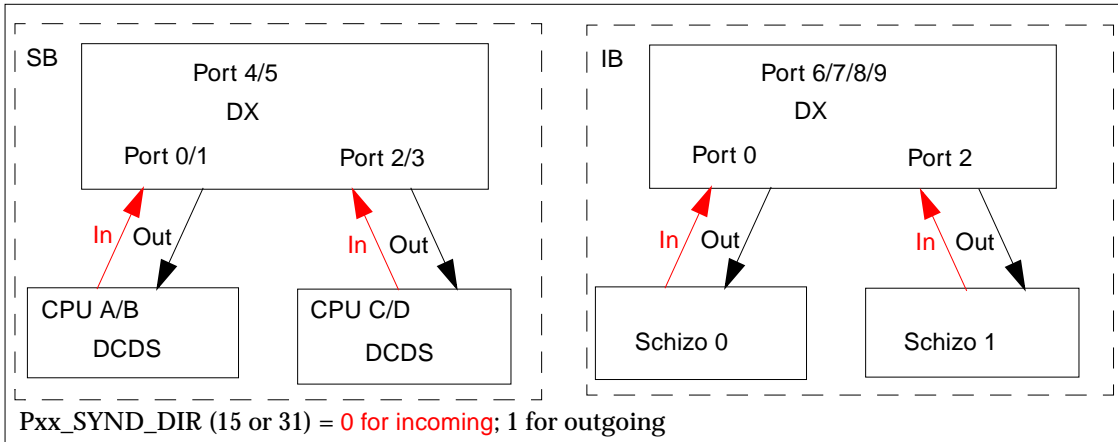 SB
Port 4/5
DX
Port 0/1
Port 2/3
In
Out
In
Out
CPU A/B
DCDS
CPU C/D
DCDS
IB
Port 6/7/8/9
DX
Port 0
Port 2
In
Out
In
Out
Schizo 0
Schizo 1
Pxx_SYND_DIR (15 or 31) = 0 for incoming; 1 for outgoing